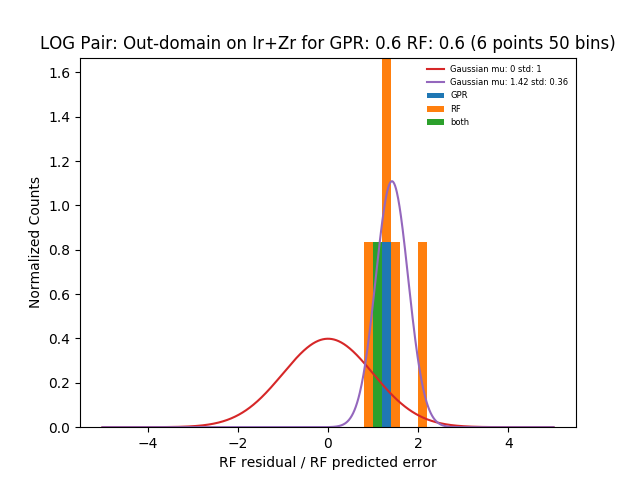 LOG Pair: Out-domain on Ir+Zr for GPR: 0.6 RF: 0.6 (6 points 50 bins)
Gaussian mu: 0 std: 1
Gaussian mu: 1.42 std: 0.36
GPR
RF
both
Normalized Counts
1.6
1.4
1.2
1.0
0.8
0.6
0.4
0.2
0.0
−4
−2
0
2
4
RF residual / RF predicted error